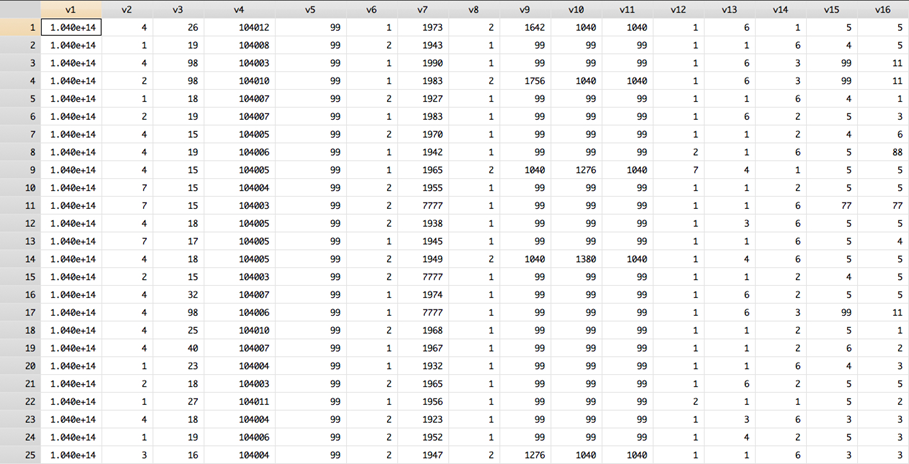 v1 v2 v3 v4 v5 v6 v7 v8 v9 v10 v11 v12 v13 v14 v15 v16
1 1.040e+14 4 26 104012 99 1 1973 2 1642 1040 1040 1 6 1 5 5
2 1.040e+14 1 19 104008 99 2 1943 1 99 99 99 1 1 6 4 5
3 1.040e+14 4 98 104003 99 1 1990 1 99 99 99 1 6 3 99 11
4 1.040e+14 2 98 104010 99 1 1983 2 1756 1040 1040 1 6 3 99 11
5 1.040e+14 1 18 104007 99 2 1927 1 99 99 99 1 1 6 4 1
6 1.040e+14 2 19 104007 99 1 1983 1 99 99 99 1 6 2 5 3
7 1.040e+14 4 15 104005 99 2 1970 1 99 99 99 1 1 2 4 6
8 1.040e+14 4 19 104006 99 1 1942 1 99 99 99 2 1 6 5 88
9 1.040e+14 4 15 104005 99 1 1965 2 1040 1276 1040 7 4 1 5 5
10 1.040e+14 7 15 104004 99 2 1955 1 99 99 99 1 1 2 5 5
11 1.040e+14 7 15 104003 99 2 7777 1 99 99 99 1 1 6 77 77
12 1.040e+14 4 18 104005 99 2 1938 1 99 99 99 1 3 6 5 5
13 1.040e+14 7 17 104005 99 1 1945 1 99 99 99 1 1 6 5 4
14 1.040e+14 4 18 104005 99 2 1949 2 1040 1380 1040 1 4 6 5 5
15 1.040e+14 2 15 104003 99 2 7777 1 99 99 99 1 1 2 4 5
16 1.040e+14 4 32 104007 99 1 1974 1 99 99 99 1 6 2 5 5
17 1.040e+14 4 98 104006 99 1 7777 1 99 99 99 1 6 3 99 11
18 1.040e+14 4 25 104010 99 2 1968 1 99 99 99 1 1 2 5 1
19 1.040e+14 4 40 104007 99 1 1967 1 99 99 99 1 1 2 6 2
20 1.040e+14 1 23 104004 99 1 1932 1 99 99 99 1 1 6 4 3
21 1.040e+14 2 18 104003 99 2 1965 1 99 99 99 1 6 2 5 5
22 1.040e+14 1 27 104011 99 1 1956 1 99 99 99 2 1 1 5 2
23 1.040e+14 4 18 104004 99 2 1923 1 99 99 99 1 3 6 3 3
24 1.040e+14 1 19 104006 99 2 1952 1 99 99 99 1 4 2 5 3
25 1.040e+14 3 16 104004 99 2 1947 2 1276 1040 1040 1 1 6 3 3